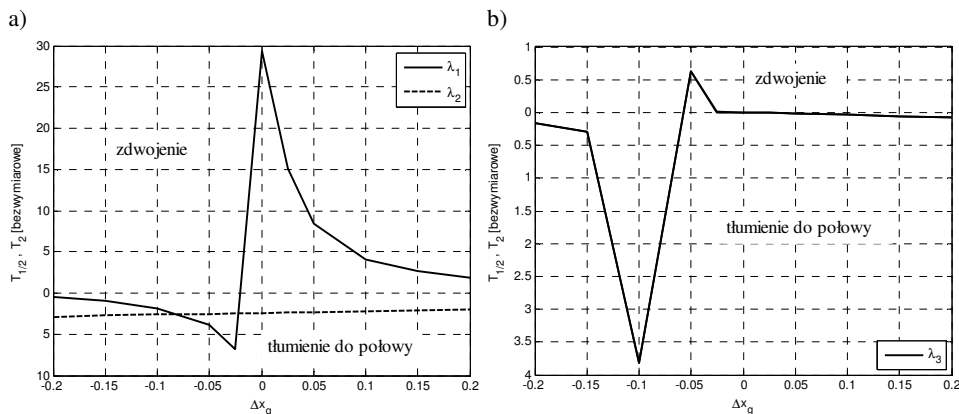 a)
30
25
20
15
10
5
0
5
10
T1/2 , T2 [bezwymiarowe]
zdwojenie
tłumienie do połowy
λ1
λ2
-0.2
-0.15
-0.1
-0.05
0
0.05
0.1
0.15
0.2
Δxg
b)
1
0.5
0
0.5
1
1.5
2
2.5
3
3.5
4
T1/2 , T2 [bezwymiarowe]
zdwojenie
tłumienie do połowy
λ3
-0.2
-0.15
-0.1
-0.05
0
0.05
0.1
0.15
0.2
Δxg